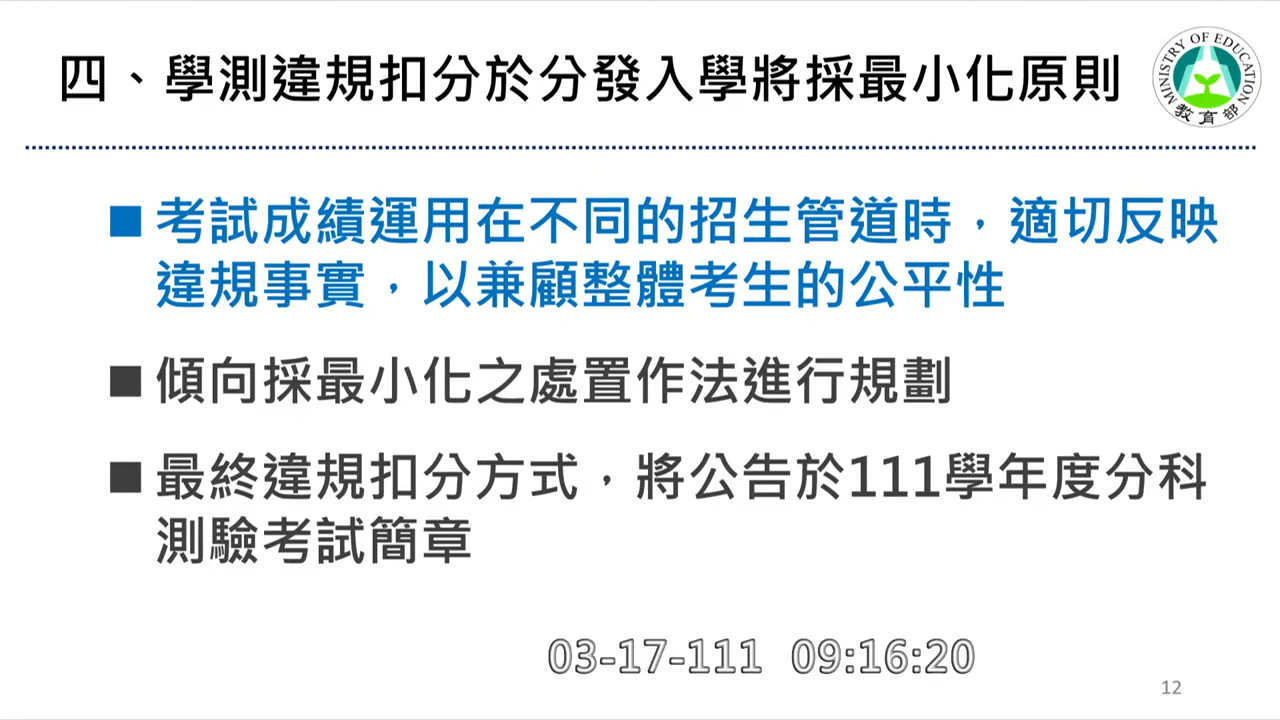 四、學測違規扣分於分發入學將採最小化原則
MINISTRY OF EDUCATION
教育部
考試成績運用在不同的招生管道時，適切反映
違規事實，以兼顧整體考生的公平性
傾向採最小化之處置作法進行規劃
最終違規扣分方式，將公告於111學年度分科
測驗考試簡章
03-17-111 09:16:20
12